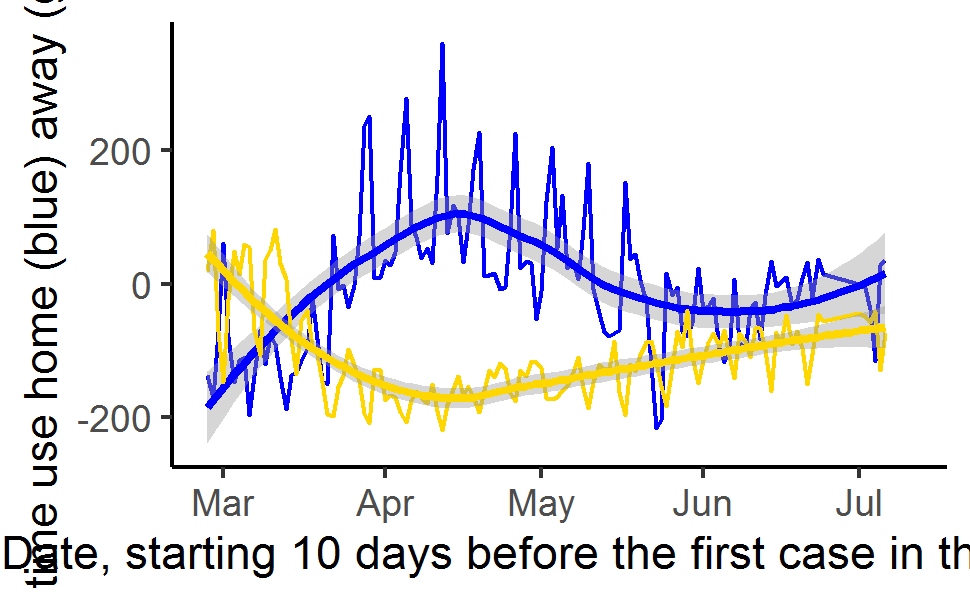 time use home (blue) away (
200
0
-200
Mar Apr May Jun Jul
Date, starting 10 days before the first case in th